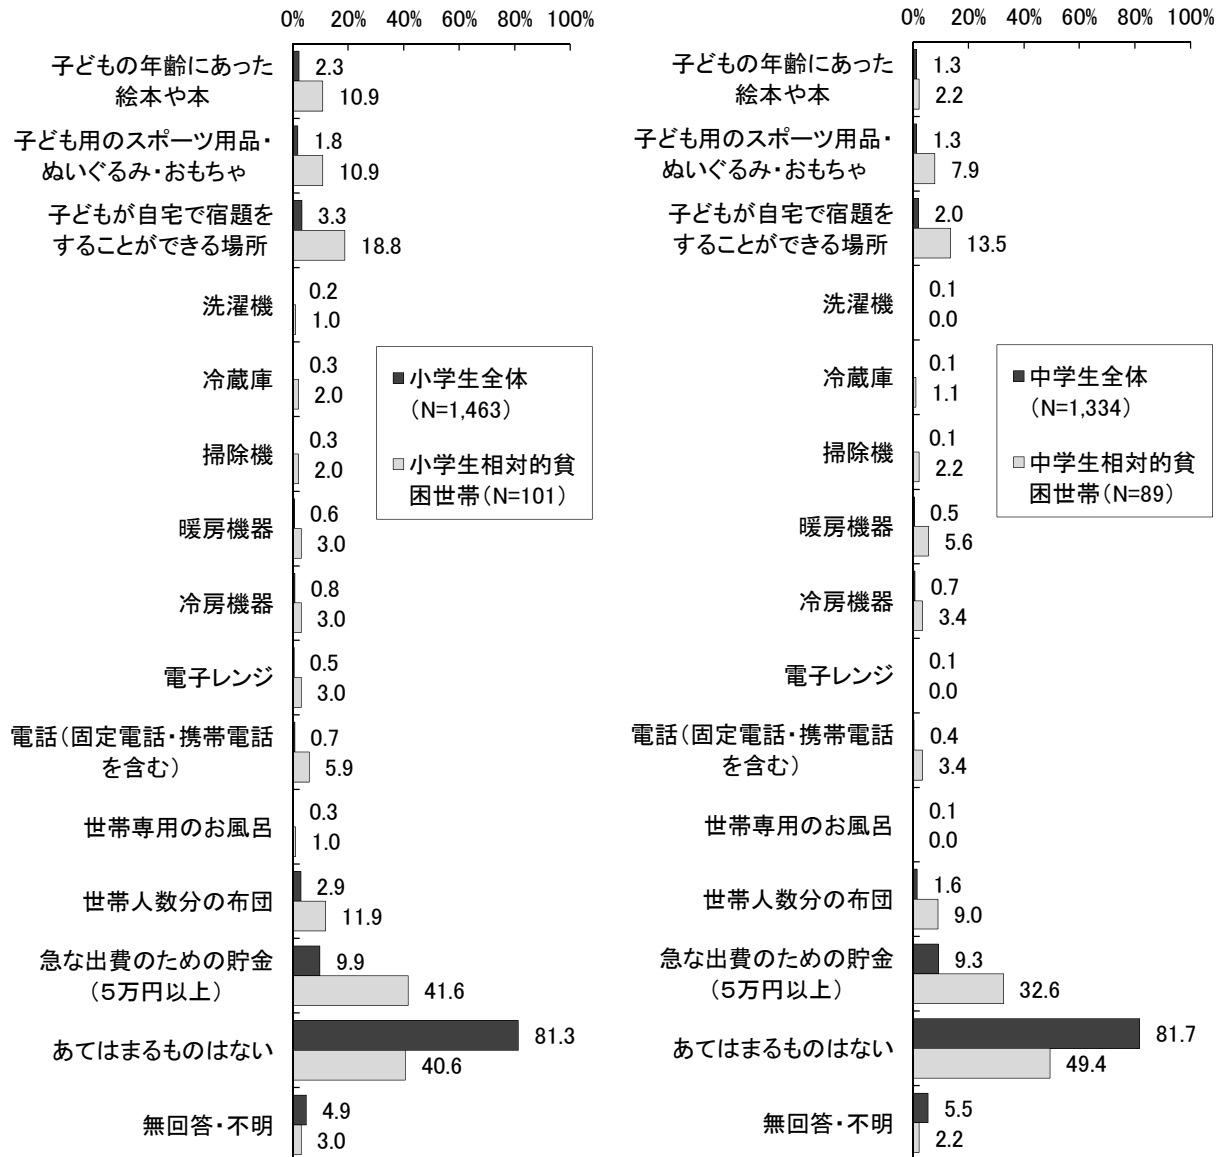 0% 20% 40% 60% 80% 100%
子どもの年齢にあった
絵本や本
2.3
10.9
子ども用のスポーツ用品・
ぬいぐるみ・おもちゃ
1.8
10.9
子どもが自宅で宿題を
することができる場所
3.3
18.8
洗濯機
0.2
1.0
冷蔵庫
0.3
2.0
掃除機
0.3
2.0
暖房機器
0.6
3.0
冷房機器
0.8
3.0
電子レンジ
0.5
3.0
電話(固定電話・携帯電話
を含む)
0.7
5.9
世帯専用のお風呂
0.3
1.0
世帯人数分の布団
2.9
11.9
急な出費のための貯金
(5万円以上)
9.9
41.6
あてはまるものはない
81.3
40.6
無回答・不明
4.9
3.0
小学生全体
(N=1,463)
小学生相対的貧
困世帯(N=101)
0% 20% 40% 60% 80% 100%
子どもの年齢にあった
絵本や本
1.3
2.2
子ども用のスポーツ用品・
ぬいぐるみ・おもちゃ
1.3
7.9
子どもが自宅で宿題を
することができる場所
2.0
13.5
洗濯機
0.1
0.0
冷蔵庫
0.1
1.1
掃除機
0.1
2.2
暖房機器
0.5
5.6
冷房機器
0.7
3.4
電子レンジ
0.1
0.0
電話(固定電話・携帯電話
を含む)
0.4
3.4
世帯専用のお風呂
0.1
0.0
世帯人数分の布団
1.6
9.0
急な出費のための貯金
(5万円以上)
9.3
32.6
あてはまるものはない
81.7
49.4
無回答・不明
5.5
2.2
中学生全体
(N=1,334)
中学生相対的貧
困世帯(N=89)